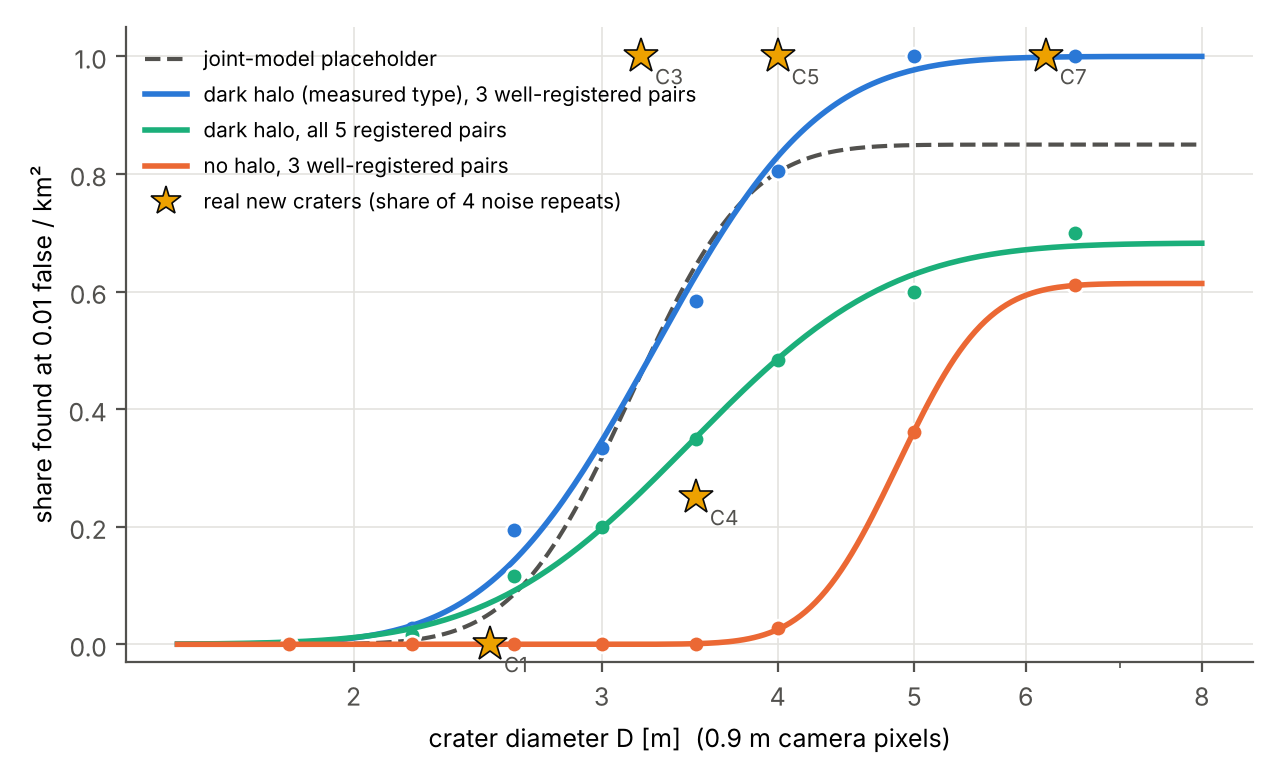 joint-model placeholder
dark halo (measured type), 3 well-registered pairs
dark halo, all 5 registered pairs
no halo, 3 well-registered pairs
real new craters (share of 4 noise repeats)
C3
C5
C7
C4
C1
1.0
0.8
0.6
0.4
0.2
0.0
share found at 0.01 false / km²
2
3
4
5
6
8
crater diameter D [m]  (0.9 m camera pixels)